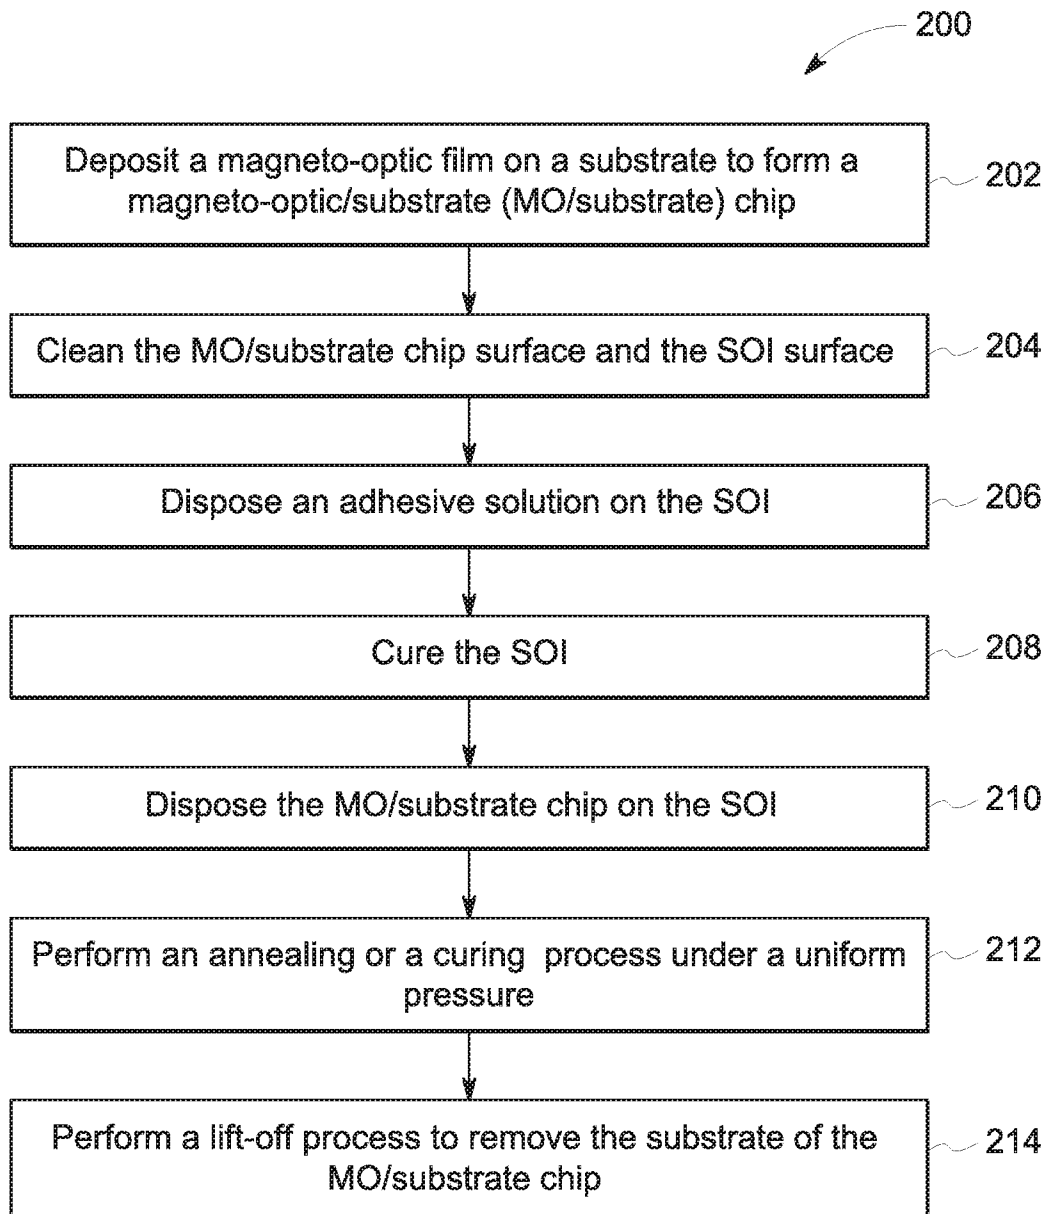 200
Deposit a magneto-optic film on a substrate to form a
magneto-optic/substrate (MO/substrate) chip
202
Clean the MO/substrate chip surface and the SOI surface
204
Dispose an adhesive solution on the SOI
206
Cure the SOI
208
Dispose the MO/substrate chip on the SOI
210
Perform an annealing or a curing process under a uniform
pressure
212
Perform a lift-off process to remove the substrate of the
MO/substrate chip
214